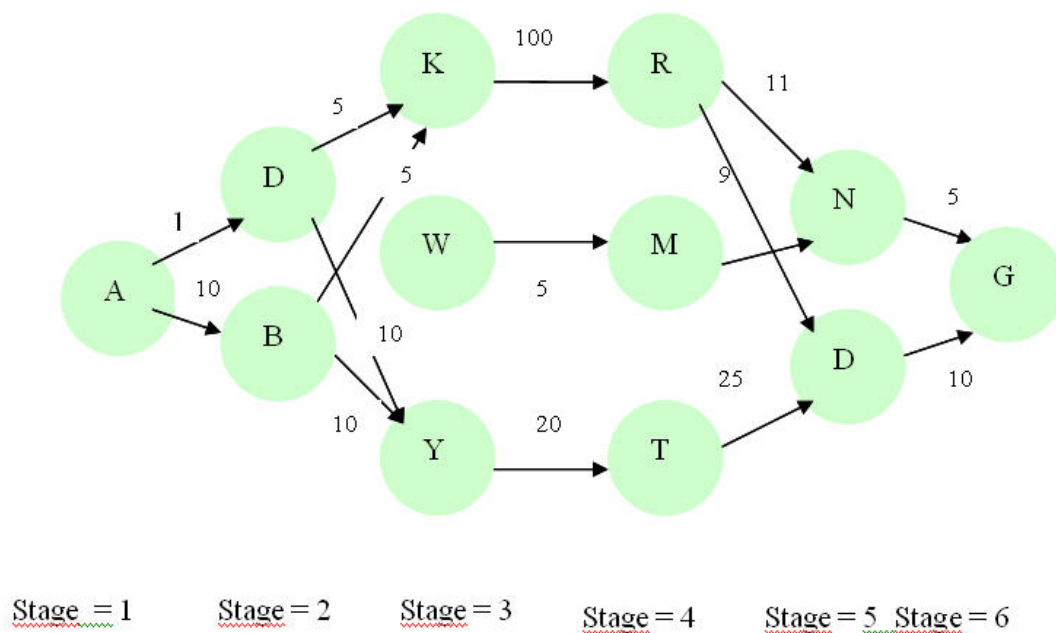 100
K
R
11
5
D
5
9
N
5
1
W
M
A
10
5
G
B
10
25
D
10
10
20
Y
T
Stage = 1 Stage = 2 Stage = 3 Stage = 4 Stage = 5 Stage = 6